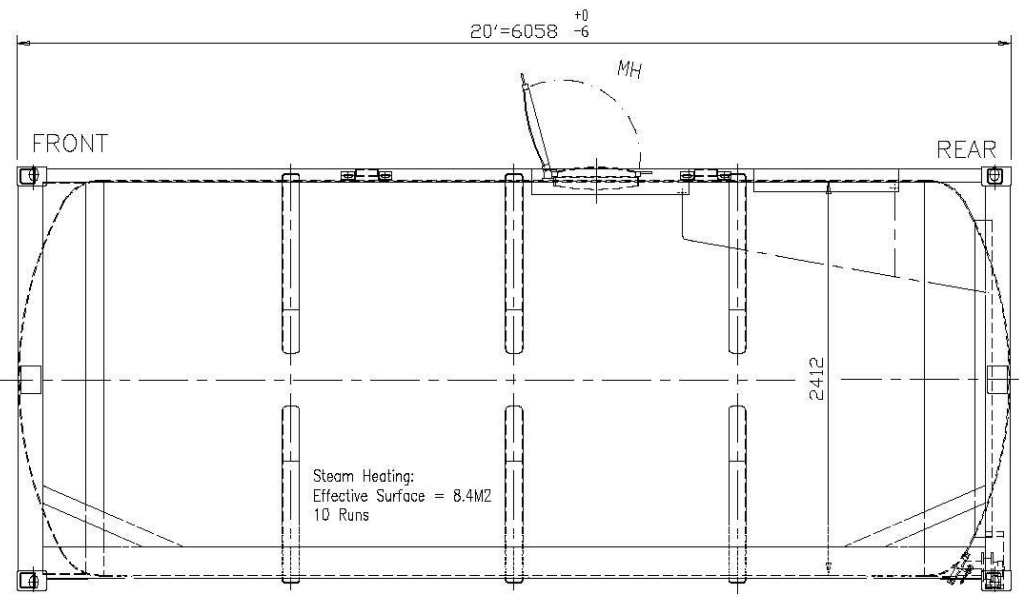 20'=6058 +0
-6
MH
FRONT
REAR
2412
Steam Heating:
Effective Surface = 8.4M2
10 Runs